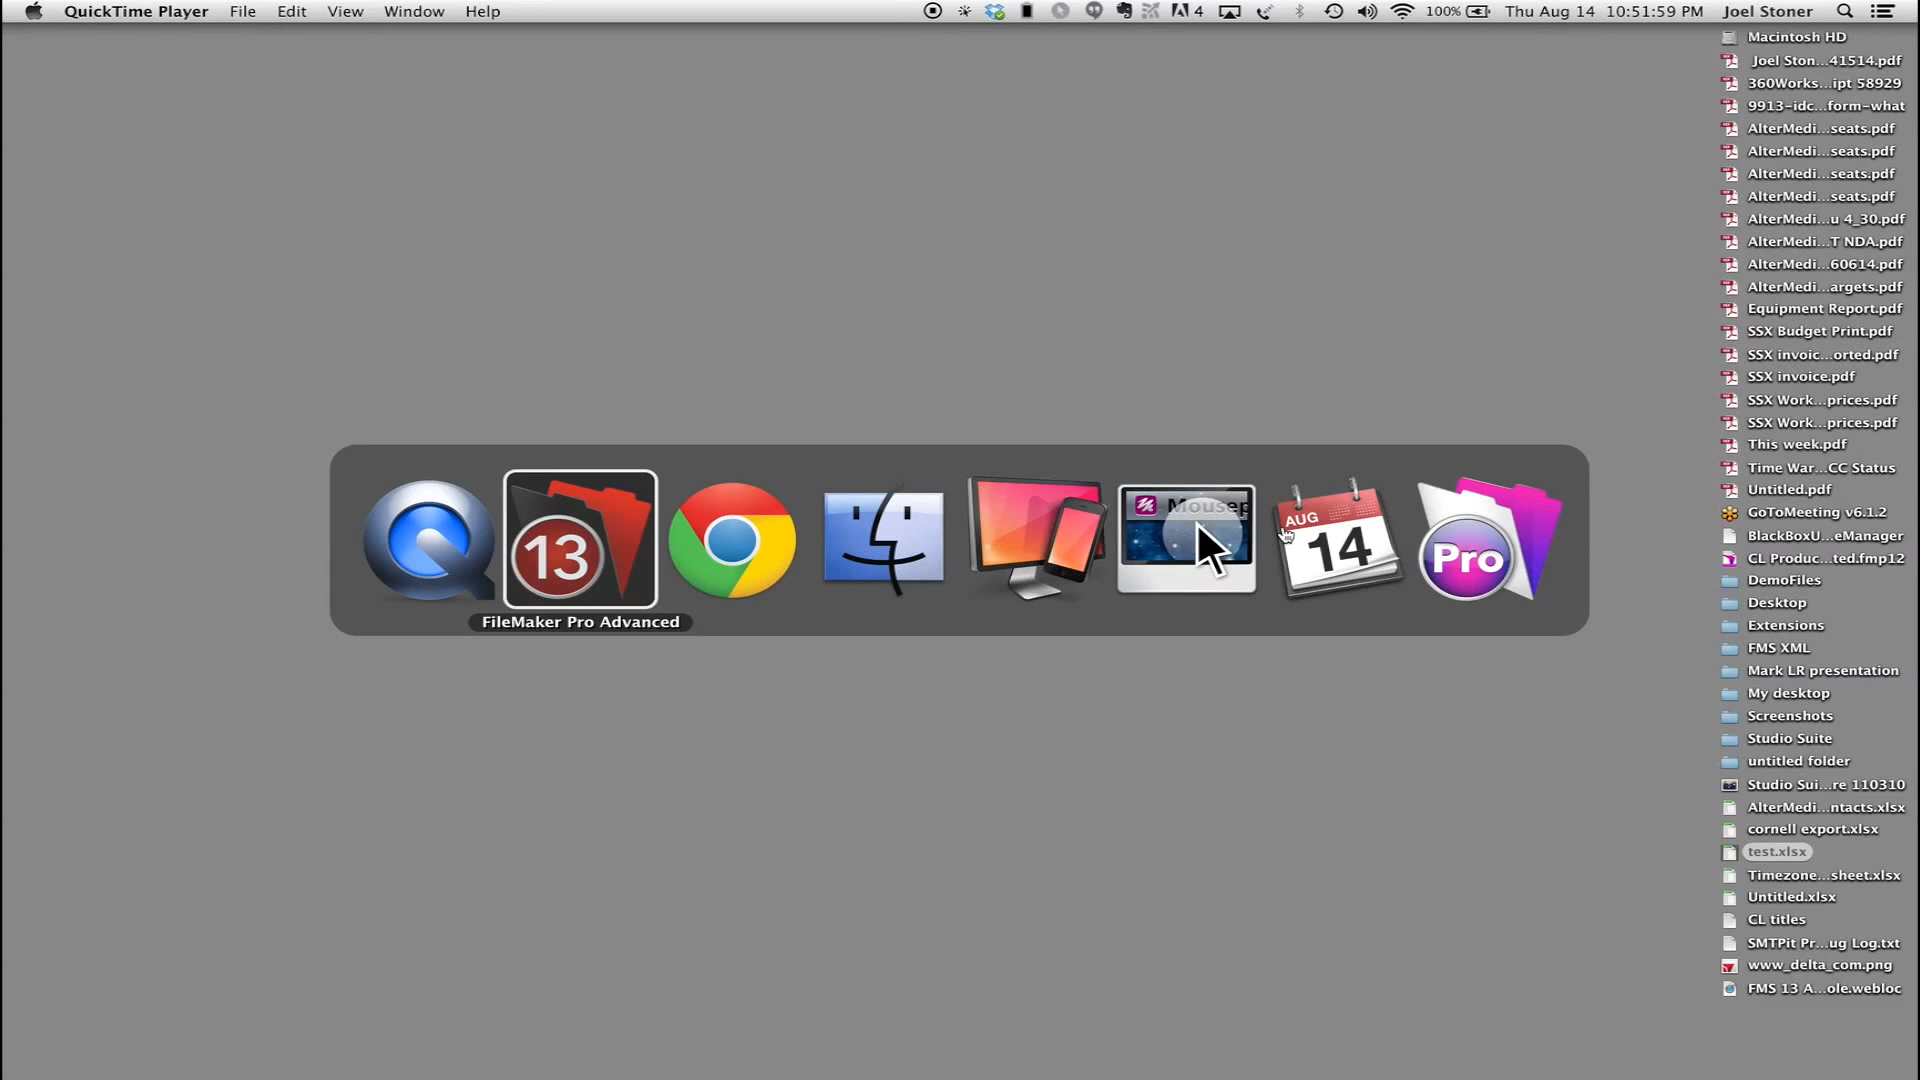 QuickTime Player File Edit View Window Help 4 100% Thu Aug 14 10:51:59 PM Joel Stoner
Macintosh HD
Joel Ston...41514.pdf
360Works...ipt 58929
9913-idc...form-what
AlterMedi...seats.pdf
AlterMedi...seats.pdf
AlterMedi...seats.pdf
AlterMedi...seats.pdf
AlterMedi...u 4_30.pdf
AlterMedi...T NDA.pdf
AlterMedi...60614.pdf
AlterMedi...argets.pdf
Equipment Report.pdf
SSX Budget Print.pdf
SSX invoic...orted.pdf
SSX invoice.pdf
SSX Work...prices.pdf
SSX Work...prices.pdf
This week.pdf
Time War...CC Status
Untitled.pdf
GoToMeeting v6.1.2
BlackBoxU...eManager
CL Produc...ted.fmp12
DemoFiles
Desktop
Extensions
FMS XML
Mark LR presentation
My desktop
Screenshots
Studio Suite
untitled folder
Studio Sui...re 110310
AlterMedi...ntacts.xlsx
cornell export.xlsx
test.xlsx
Timezone...sheet.xlsx
Untitled.xlsx
CL titles
SMTPit Pr...ug Log.txt
www_delta_com.png
FMS 13 A...ole.webloc
Mousep
AUG
13
14
Pro
FileMaker Pro Advanced